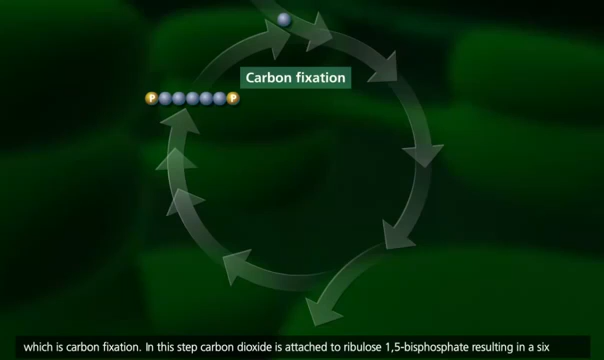 Carbon fixation
P P
which is carbon fixation. In this step carbon dioxide is attached to ribulose 1,5-bisphosphate resulting in a six